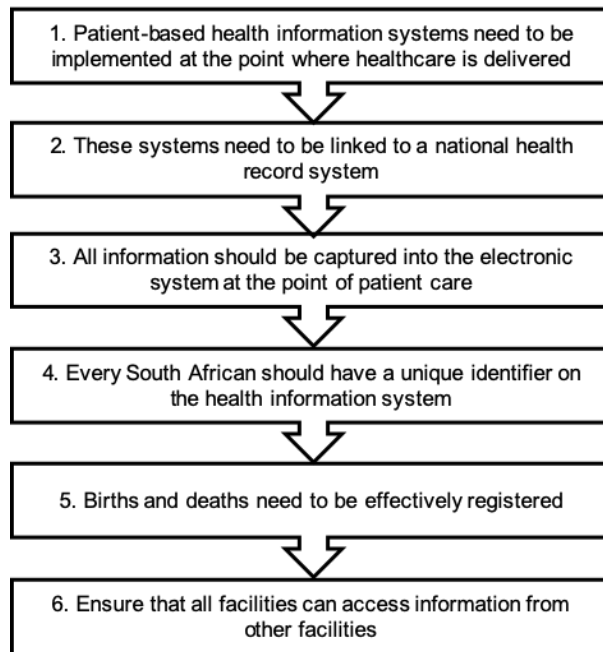 1. Patient-based health information systems need to be
implemented at the point where healthcare is delivered
2. These systems need to be linked to a national health
record system
3. All information should be captured into the electronic
system at the point of patient care
4. Every South African should have a unique identifier on
the health information system
5. Births and deaths need to be effectively registered
6. Ensure that all facilities can access information from
other facilities